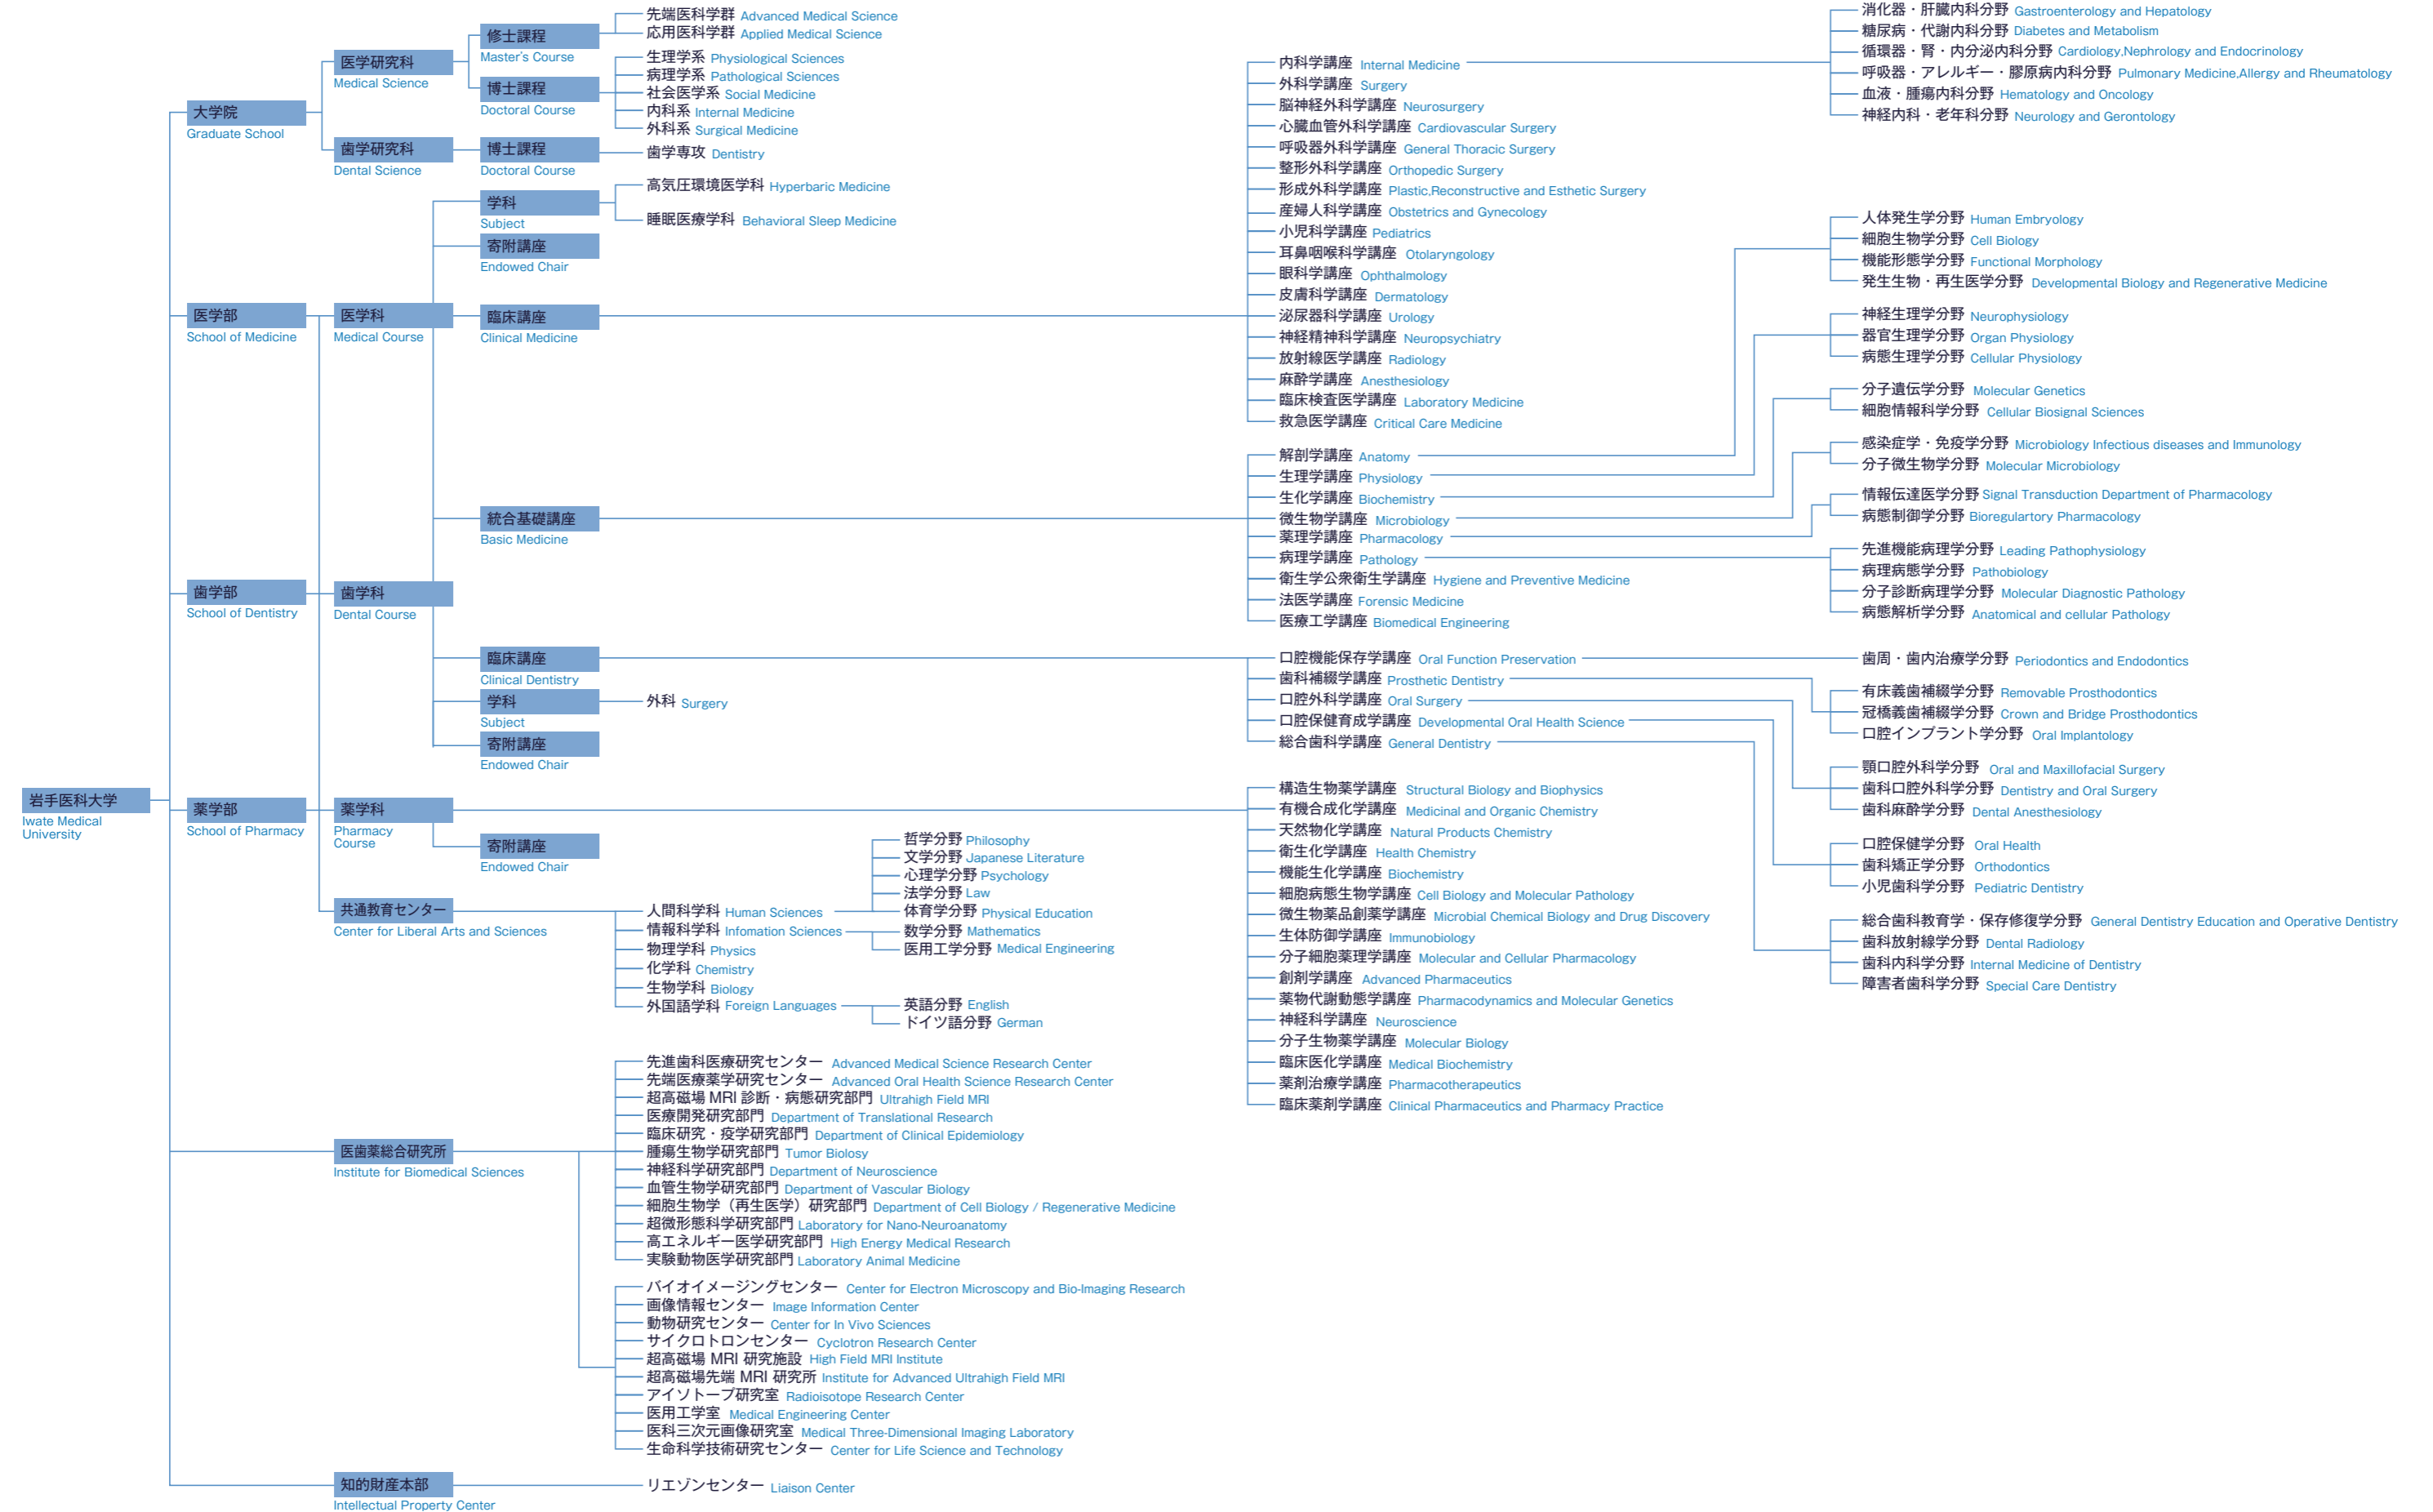 岩手医科大学
Iwate Medical
University
大学院
Graduate School
医学研究科
Medical Science
修士課程
Master's Course
先端医科学群 Advanced Medical Science
応用医科学群 Applied Medical Science
博士課程
Doctoral Course
生理学系 Physiological Sciences
病理学系 Pathological Sciences
社会医学系 Social Medicine
内科系 Internal Medicine
外科系 Surgical Medicine
歯学研究科
Dental Science
博士課程
Doctoral Course
歯学専攻 Dentistry
医学部
School of Medicine
医学科
Medical Course
学科
Subject
高気圧環境医学科 Hyperbaric Medicine
睡眠医療学科 Behavioral Sleep Medicine
寄附講座
Endowed Chair
臨床講座
Clinical Medicine
内科学講座 Internal Medicine
消化器・肝臓内科分野 Gastroenterology and Hepatology
糖尿病・代謝内科分野 Diabetes and Metabolism
循環器・腎・内分泌内科分野 Cardiology,Nephrology and Endocrinology
呼吸器・アレルギー・膠原病内科分野 Pulmonary Medicine,Allergy and Rheumatology
血液・腫瘍内科分野 Hematology and Oncology
神経内科・老年科分野 Neurology and Gerontology
外科学講座 Surgery
脳神経外科学講座 Neurosurgery
心臓血管外科学講座 Cardiovascular Surgery
呼吸器外科学講座 General Thoracic Surgery
整形外科学講座 Orthopedic Surgery
形成外科学講座 Plastic,Reconstructive and Esthetic Surgery
産婦人科学講座 Obstetrics and Gynecology
小児科学講座 Pediatrics
耳鼻咽喉科学講座 Otolaryngology
眼科学講座 Ophthalmology
皮膚科学講座 Dermatology
泌尿器科学講座 Urology
神経精神科学講座 Neuropsychiatry
放射線医学講座 Radiology
麻酔学講座 Anesthesiology
臨床検査医学講座 Laboratory Medicine
救急医学講座 Critical Care Medicine
統合基礎講座
Basic Medicine
解剖学講座 Anatomy
人体発生学分野 Human Embryology
細胞生物学分野 Cell Biology
機能形態学分野 Functional Morphology
発生生物・再生医学分野 Developmental Biology and Regenerative Medicine
生理学講座 Physiology
神経生理学分野 Neurophysiology
器官生理学分野 Organ Physiology
病態生理学分野 Cellular Physiology
生化学講座 Biochemistry
分子遺伝学分野 Molecular Genetics
細胞情報科学分野 Cellular Biosignal Sciences
微生物学講座 Microbiology
感染症学・免疫学分野 Microbiology Infectious diseases and Immunology
分子微生物学分野 Molecular Microbiology
薬理学講座 Pharmacology
情報伝達医学分野 Signal Transduction Department of Pharmacology
病態制御学分野 Bioregulartory Pharmacology
病理学講座 Pathology
先進機能病理学分野 Leading Pathophysiology
病理病態学分野 Pathobiology
分子診断病理学分野 Molecular Diagnostic Pathology
病態解析学分野 Anatomical and cellular Pathology
衛生学公衆衛生学講座 Hygiene and Preventive Medicine
法医学講座 Forensic Medicine
医療工学講座 Biomedical Engineering
歯学部
School of Dentistry
歯学科
Dental Course
臨床講座
Clinical Dentistry
口腔機能保存学講座 Oral Function Preservation
歯周・歯内治療学分野 Periodontics and Endodontics
歯科補綴学講座 Prosthetic Dentistry
有床義歯補綴学分野 Removable Prosthodontics
冠橋義歯補綴学分野 Crown and Bridge Prosthodontics
口腔インプラント学分野 Oral Implantology
口腔外科学講座 Oral Surgery
顎口腔外科学分野 Oral and Maxillofacial Surgery
歯科口腔外科学分野 Dentistry and Oral Surgery
歯科麻酔学分野 Dental Anesthesiology
口腔保健育成学講座 Developmental Oral Health Science
口腔保健学分野 Oral Health
歯科矯正学分野 Orthodontics
小児歯科学分野 Pediatric Dentistry
総合歯科学講座 General Dentistry
総合歯科教育学・保存修復学分野 General Dentistry Education and Operative Dentistry
歯科放射線学分野 Dental Radiology
歯科内科学分野 Internal Medicine of Dentistry
障害者歯科学分野 Special Care Dentistry
学科
Subject
外科 Surgery
寄附講座
Endowed Chair
薬学部
School of Pharmacy
薬学科
Pharmacy
Course
構造生物薬学講座 Structural Biology and Biophysics
有機合成化学講座 Medicinal and Organic Chemistry
天然物化学講座 Natural Products Chemistry
衛生化学講座 Health Chemistry
機能生化学講座 Biochemistry
細胞病態生物学講座 Cell Biology and Molecular Pathology
微生物薬品創薬学講座 Microbial Chemical Biology and Drug Discovery
生体防御学講座 Immunobiology
分子細胞薬理学講座 Molecular and Cellular Pharmacology
創剤学講座 Advanced Pharmaceutics
薬物代謝動態学講座 Pharmacodynamics and Molecular Genetics
神経科学講座 Neuroscience
分子生物薬学講座 Molecular Biology
臨床医化学講座 Medical Biochemistry
薬剤治療学講座 Pharmacotherapeutics
臨床薬剤学講座 Clinical Pharmaceutics and Pharmacy Practice
寄附講座
Endowed Chair
共通教育センター
Center for Liberal Arts and Sciences
人間科学科 Human Sciences
哲学分野 Philosophy
文学分野 Japanese Literature
心理学分野 Psychology
法学分野 Law
体育学分野 Physical Education
情報科学科 Infomation Sciences
数学分野 Mathematics
医用工学分野 Medical Engineering
物理学科 Physics
化学科 Chemistry
生物学科 Biology
外国語学科 Foreign Languages
英語分野 English
ドイツ語分野 German
医歯薬総合研究所
Institute for Biomedical Sciences
先進歯科医療研究センター Advanced Medical Science Research Center
先端医療薬学研究センター Advanced Oral Health Science Research Center
超高磁場 MRI 診断・病態研究部門 Ultrahigh Field MRI
医療開発研究部門 Department of Translational Research
臨床研究・疫学研究部門 Department of Clinical Epidemiology
腫瘍生物学研究部門 Tumor Biolosy
神経科学研究部門 Department of Neuroscience
血管生物学研究部門 Department of Vascular Biology
細胞生物学（再生医学）研究部門 Department of Cell Biology / Regenerative Medicine
超微形態科学研究部門 Laboratory for Nano-Neuroanatomy
高エネルギー医学研究部門 High Energy Medical Research
実験動物医学研究部門 Laboratory Animal Medicine
バイオイメージングセンター Center for Electron Microscopy and Bio-Imaging Research
画像情報センター Image Information Center
動物研究センター Center for In Vivo Sciences
サイクロトロンセンター Cyclotron Research Center
超高磁場 MRI 研究施設 High Field MRI Institute
超高磁場先端 MRI 研究所 Institute for Advanced Ultrahigh Field MRI
アイソトープ研究室 Radioisotope Research Center
医用工学室 Medical Engineering Center
医科三次元画像研究室 Medical Three-Dimensional Imaging Laboratory
生命科学技術研究センター Center for Life Science and Technology
知的財産本部
Intellectual Property Center
リエゾンセンター Liaison Center